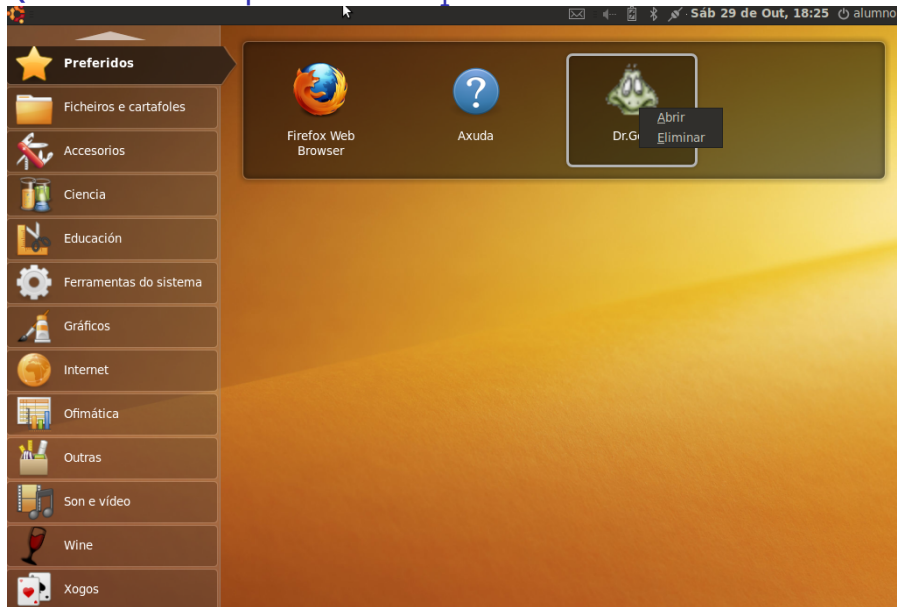 Sáb 29 de Out, 18:25 alumno
Preferidos
Ficheiros e cartafoles
Accesorios
Ciencia
Educación
Ferramentas do sistema
Gráficos
Internet
Ofimática
Outras
Son e vídeo
Wine
Xogos
Firefox Web
Browser
Axuda
Abrir
Eliminar